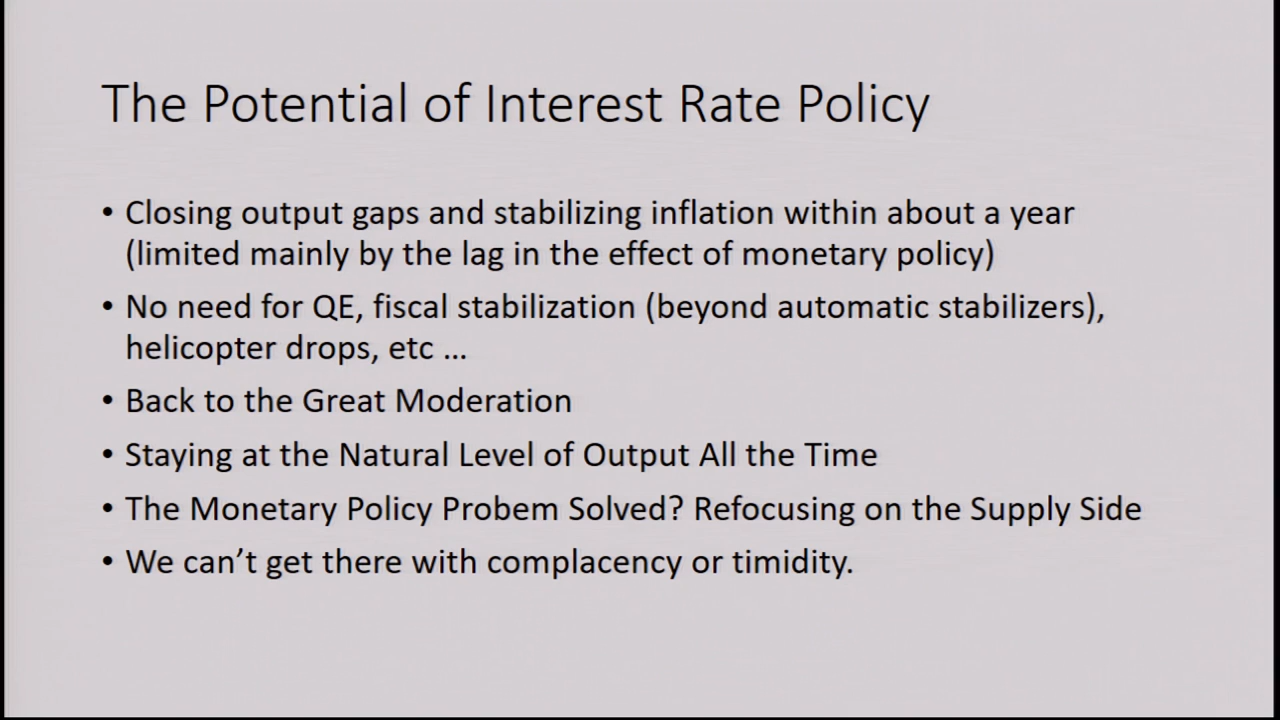 The Potential of Interest Rate Policy
• Closing output gaps and stabilizing inflation within about a year
(limited mainly by the lag in the effect of monetary policy)
• No need for QE, fiscal stabilization (beyond automatic stabilizers),
helicopter drops, etc ...
• Back to the Great Moderation
• Staying at the Natural Level of Output All the Time
• The Monetary Policy Probem Solved? Refocusing on the Supply Side
• We can’t get there with complacency or timidity.